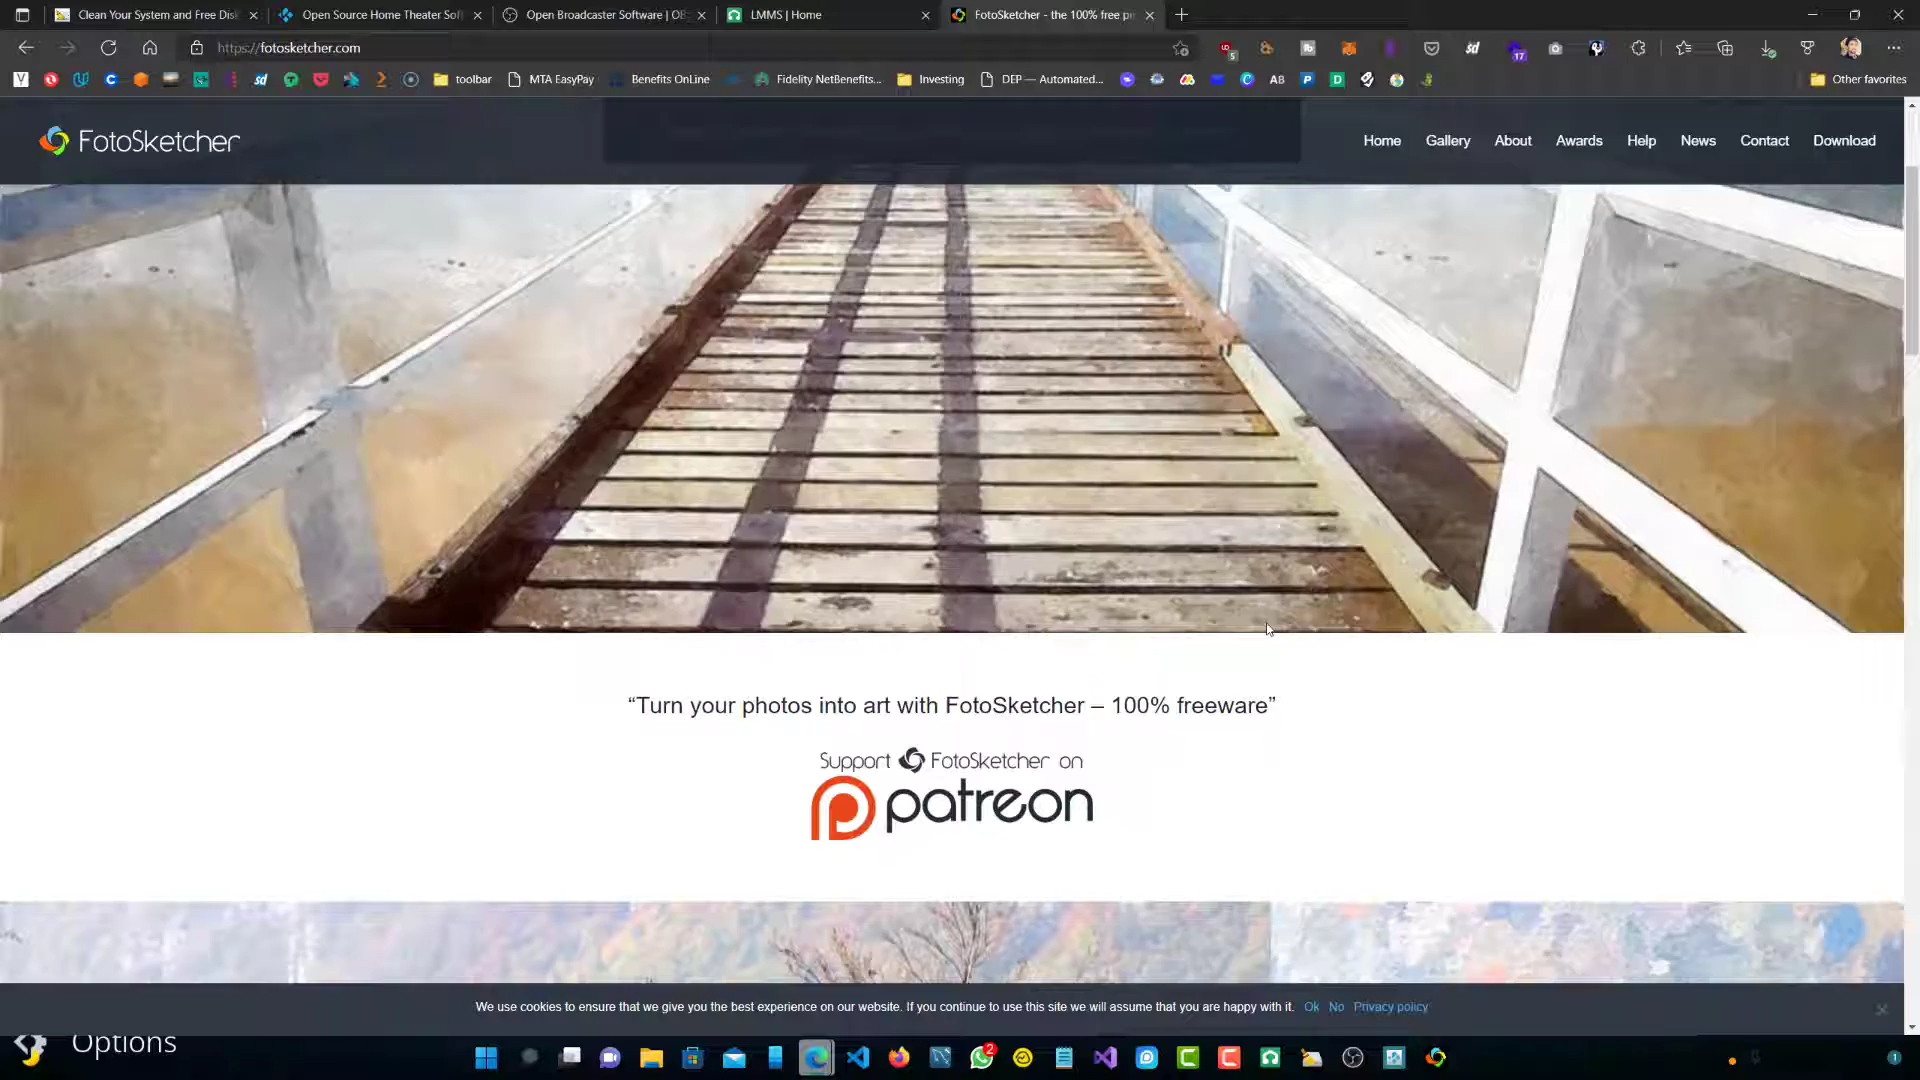 Clean Your System and Free Disk
Open Source Home Theater Soft
Open Broadcaster Software | OB
LMMS | Home
FotoSketcher - the 100% free pr
https://fotosketcher.com
toolbar
MTA EasyPay
Benefits OnLine
Fidelity NetBenefits...
Investing
DEP — Automated...
Other favorites
FotoSketcher
Home
Gallery
About
Awards
Help
News
Contact
Download
“Turn your photos into art with FotoSketcher – 100% freeware”
Support FotoSketcher on
patreon
We use cookies to ensure that we give you the best experience on our website. If you continue to use this site we will assume that you are happy with it. Ok No Privacy policy
Options